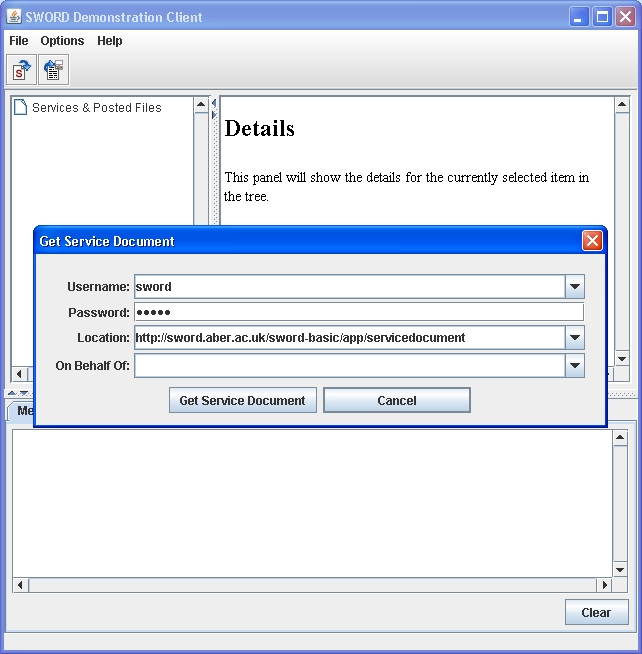 SWORD Demonstration Client
File Options Help
Services & Posted Files
Details
This panel will show the details for the currently selected item in
the tree.
Get Service Document
Username: sword
Password: •••••
Location: http://sword.aber.ac.uk/sword-basic/app/servicedocument
On Behalf Of:
Get Service Document Cancel
Clear